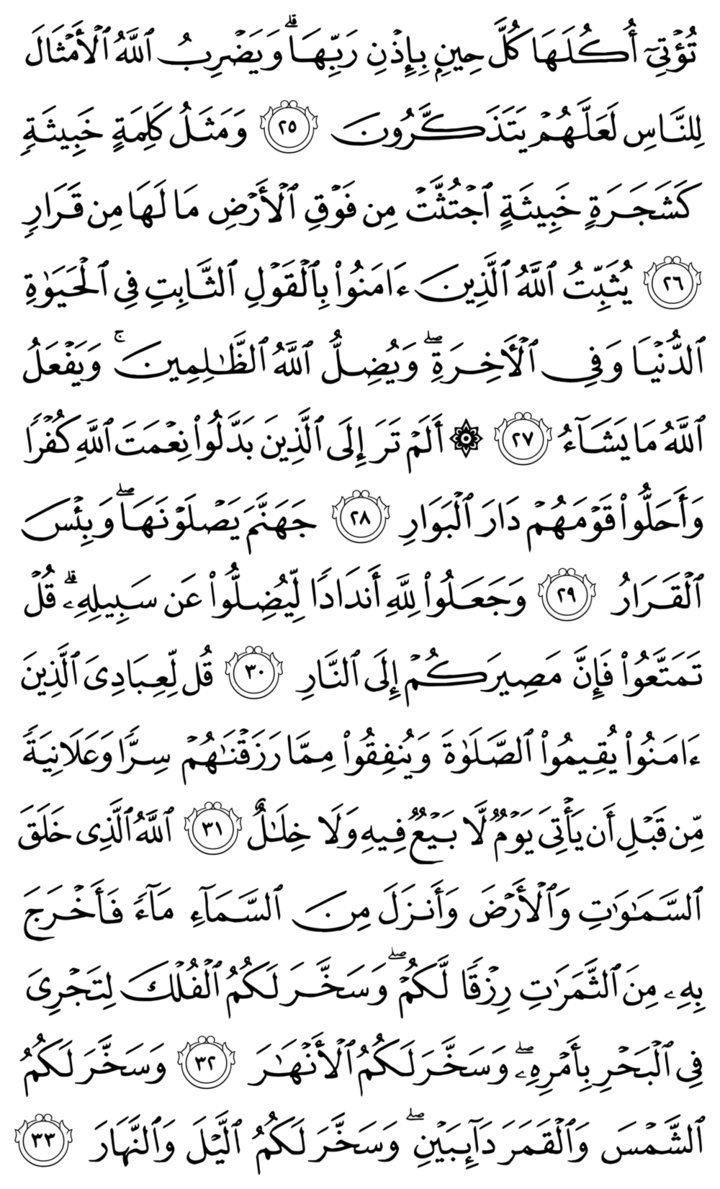 تُؤۡتِيٓ أُكُلَهَا كُلَّ حِينِۭ بِإِذۡنِ رَبِّهَاۗ وَيَضۡرِبُ ٱللَّهُ ٱلۡأَمۡثَالَ
لِلنَّاسِ لَعَلَّهُمۡ يَتَذَكَّرُونَ ٢٥ وَمَثَلُ كَلِمَةٍ خَبِيثَةٖ
كَشَجَرَةٍ خَبِيثَةٍ ٱجۡتُثَّتۡ مِن فَوۡقِ ٱلۡأَرۡضِ مَا لَهَا مِن قَرَارٖ
٢٦ يُثَبِّتُ ٱللَّهُ ٱلَّذِينَ ءَامَنُواْ بِٱلۡقَوۡلِ ٱلثَّابِتِ فِي ٱلۡحَيَوٰةِ
ٱلدُّنۡيَا وَفِي ٱلۡأٓخِرَةِۖ وَيُضِلُّ ٱللَّهُ ٱلظَّٰلِمِينَۚ وَيَفۡعَلُ
ٱللَّهُ مَا يَشَآءُ ٢٧ ۞ أَلَمۡ تَرَ إِلَى ٱلَّذِينَ بَدَّلُواْ نِعۡمَتَ ٱللَّهِ كُفۡرٗا
وَأَحَلُّواْ قَوۡمَهُمۡ دَارَ ٱلۡبَوَارِ ٢٨ جَهَنَّمَ يَصۡلَوۡنَهَاۖ وَبِئۡسَ
ٱلۡقَرَارُ ٢٩ وَجَعَلُواْ لِلَّهِ أَندَادٗا لِّيُضِلُّواْ عَن سَبِيلِهِۦۗ قُلۡ
تَمَتَّعُواْ فَإِنَّ مَصِيرَكُمۡ إِلَى ٱلنَّارِ ٣٠ قُل لِّعِبَادِيَ ٱلَّذِينَ
ءَامَنُواْ يُقِيمُواْ ٱلصَّلَوٰةَ وَيُنفِقُواْ مِمَّا رَزَقۡنَٰهُمۡ سِرّٗا وَعَلَانِيَةٗ
مِّن قَبۡلِ أَن يَأۡتِيَ يَوۡمٞ لَّا بَيۡعٞ فِيهِ وَلَا خِلَٰلٌ ٣١ ٱللَّهُ ٱلَّذِي خَلَقَ
ٱلسَّمَٰوَٰتِ وَٱلۡأَرۡضَ وَأَنزَلَ مِنَ ٱلسَّمَآءِ مَآءٗ فَأَخۡرَجَ
بِهِۦ مِنَ ٱلثَّمَرَٰتِ رِزۡقٗا لَّكُمۡۖ وَسَخَّرَ لَكُمُ ٱلۡفُلۡكَ لِتَجۡرِيَ
فِي ٱلۡبَحۡرِ بِأَمۡرِهِۦۖ وَسَخَّرَ لَكُمُ ٱلۡأَنۡهَٰرَ ٣٢ وَسَخَّرَ لَكُمُ
ٱلشَّمۡسَ وَٱلۡقَمَرَ دَآئِبَيۡنِۖ وَسَخَّرَ لَكُمُ ٱلَّيۡلَ وَٱلنَّهَارَ ٣٣